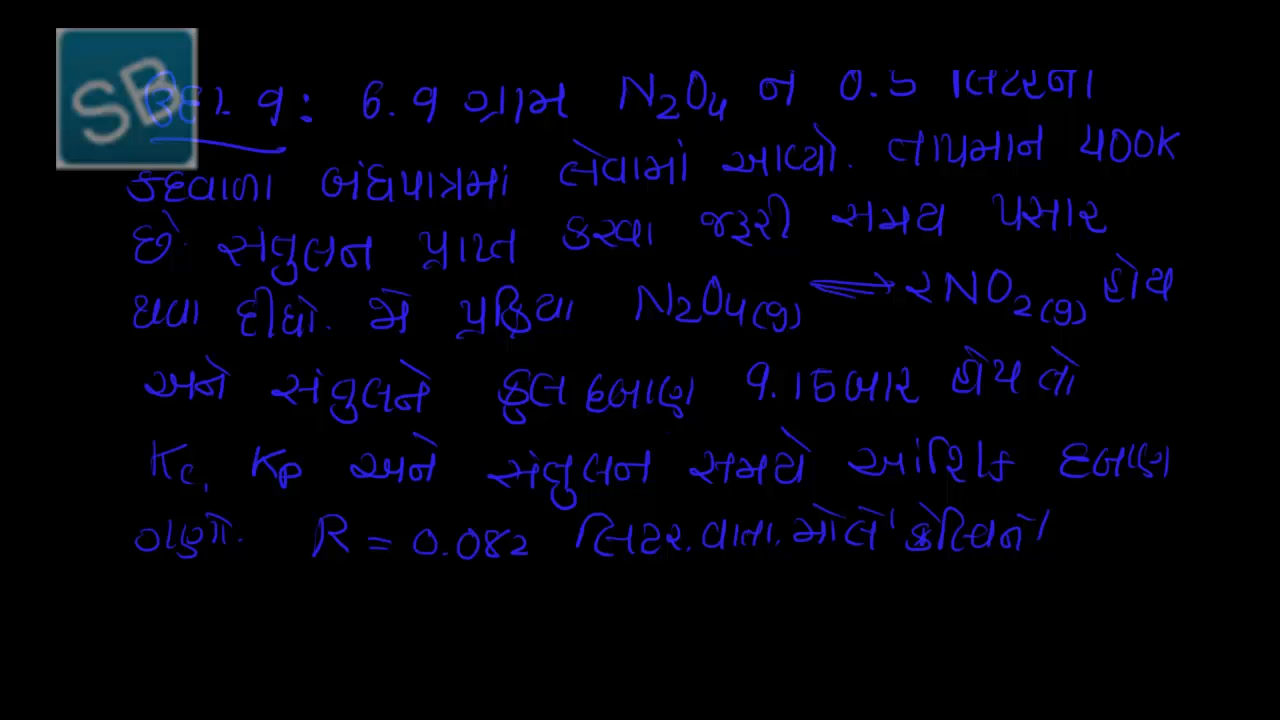 SB
ઉદા. ૧ : 6.9 ગ્રામ N₂O₄ ને 0.5 લિટરના
કદવાળા બંધપાત્રમાં લેવામાં આવ્યો. તાપમાન 400K
છે. સંતુલન પ્રાપ્ત કરવા જરૂરી સમય પસાર
થવા દીધો. જો પ્રક્રિયા N₂O₄(g) ⇌ 2NO₂(g) હોય
અને સંતુલને કુલ દબાણ 9.15 બાર હોય તો
Kc, Kp અને સંતુલન સમયે આંશિક દબાણ
ગણો. R = 0.082 લિટર. વાતા. મોલ⁻¹ કેલ્વિન⁻¹